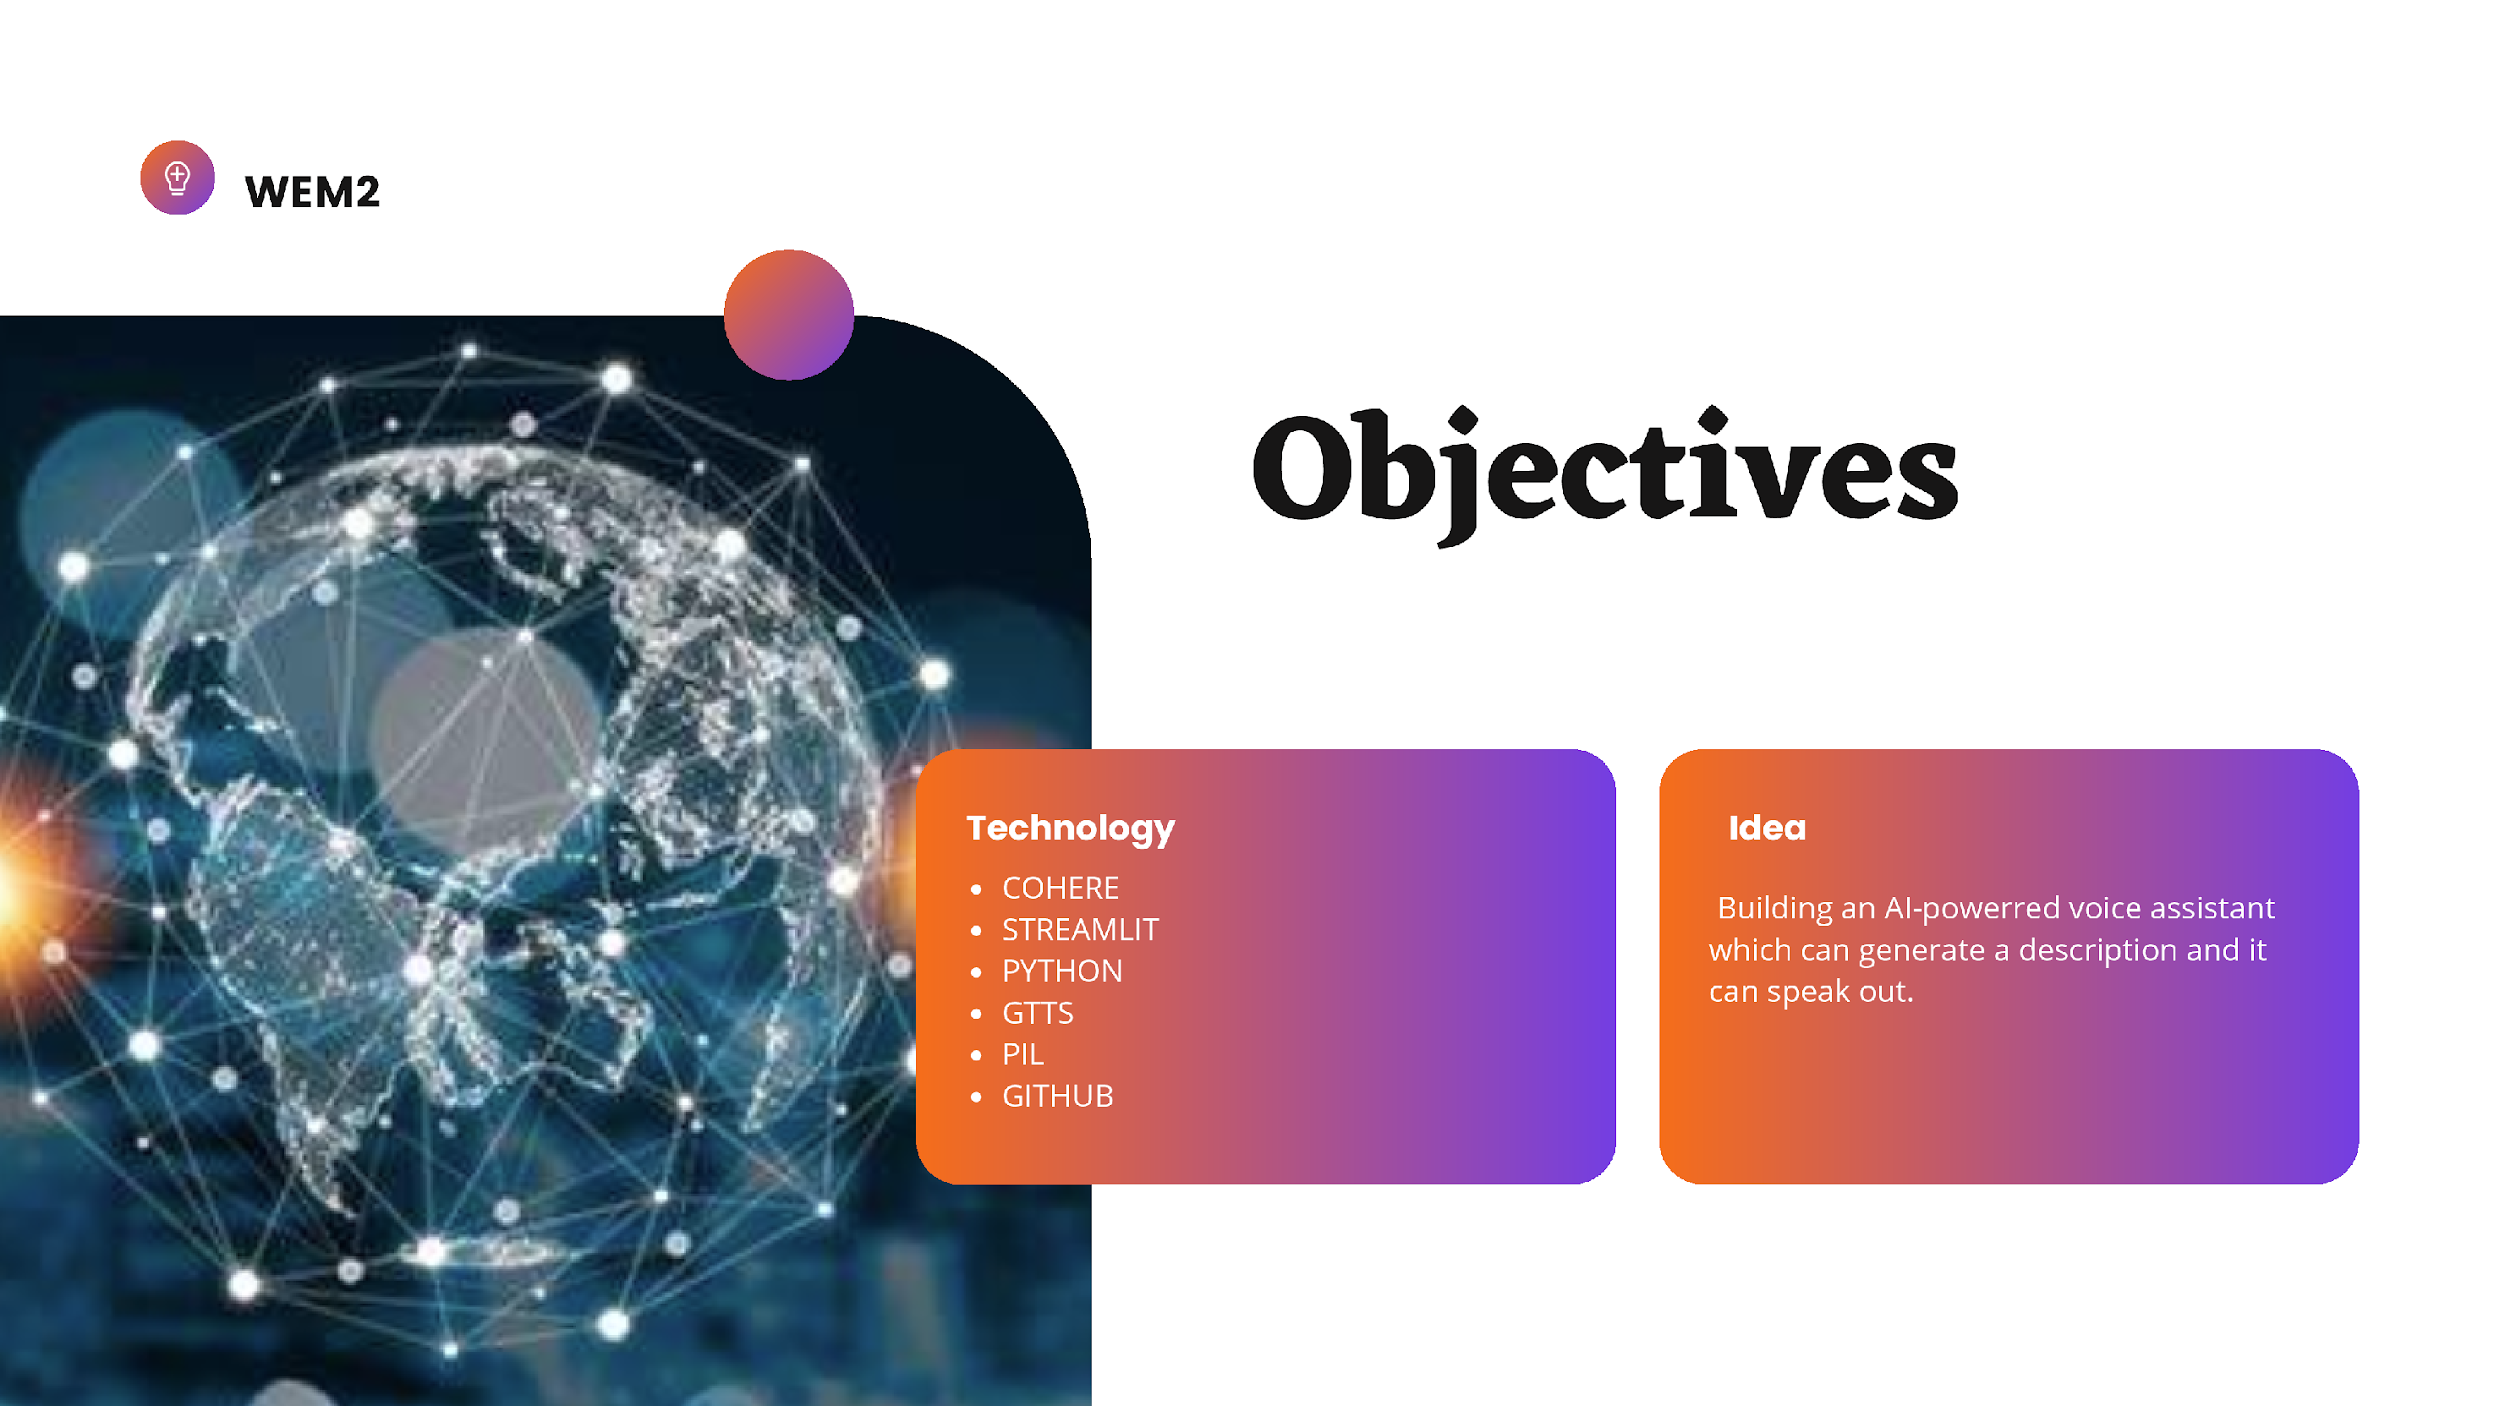 WEM2
Objectives
Technology
• COHERE
• STREAMLIT
• PYTHON
• GTTS
• PIL
• GITHUB
Idea
Building an AI-powerred voice assistant
which can generate a description and it
can speak out.